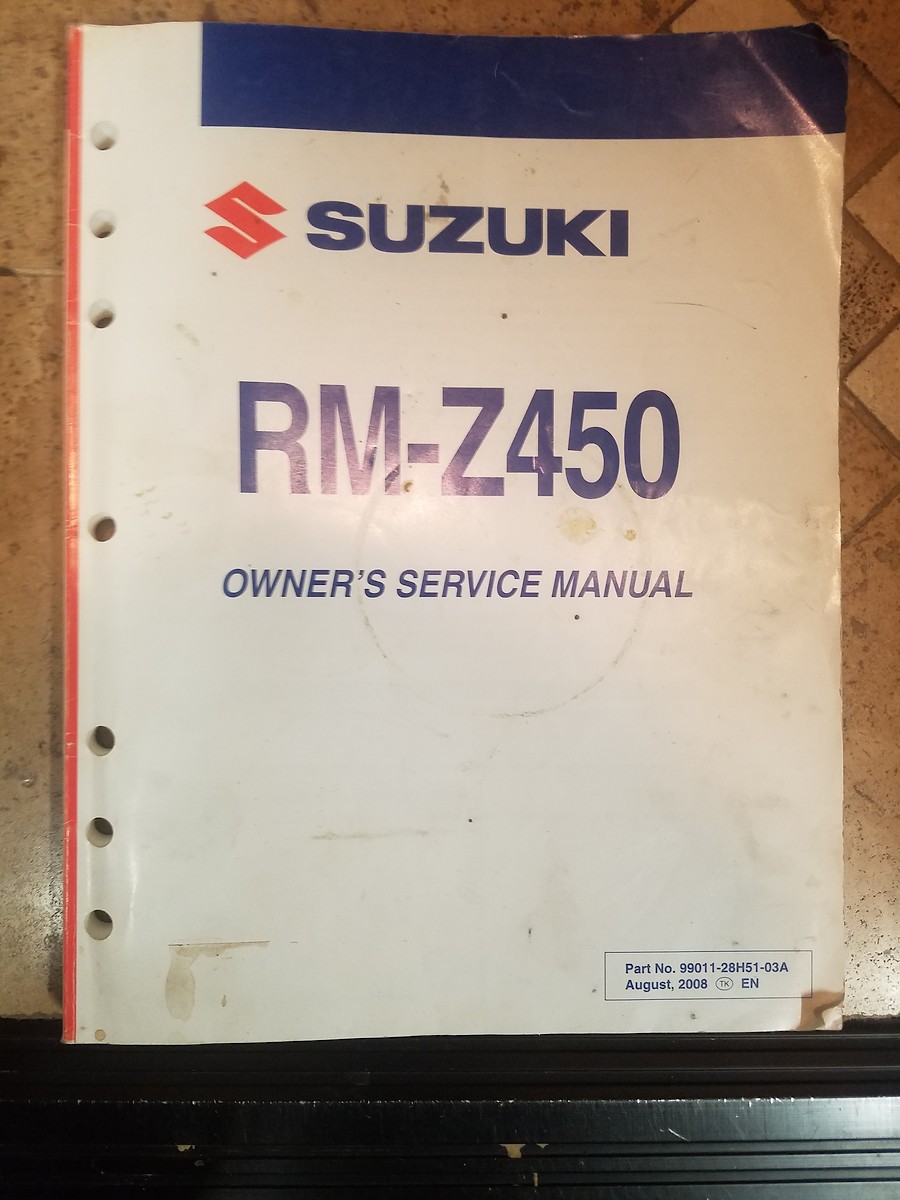 SUZUKI
RM-Z450
OWNER'S SERVICE MANUAL
Part No. 99011-28H51-03A
August, 2008 TK EN